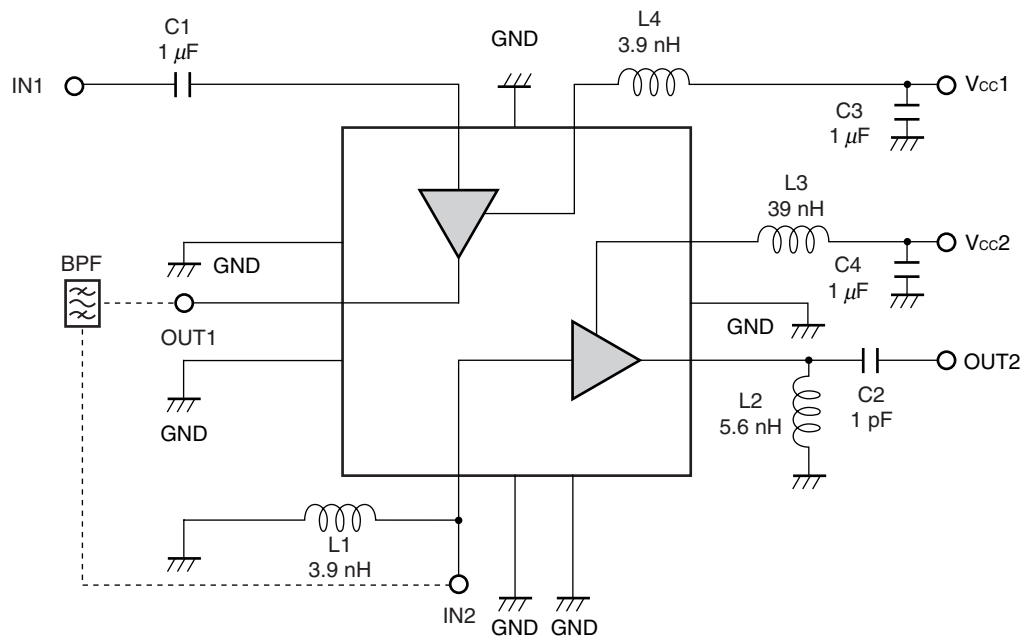 C1
1 μF
IN1
GND
L4
3.9 nH
Vcc1
C3
1 μF
L3
39 nH
Vcc2
C4
1 μF
GND
BPF
OUT1
GND
OUT2
C2
1 pF
L2
5.6 nH
GND
L1
3.9 nH
IN2
GND
GND